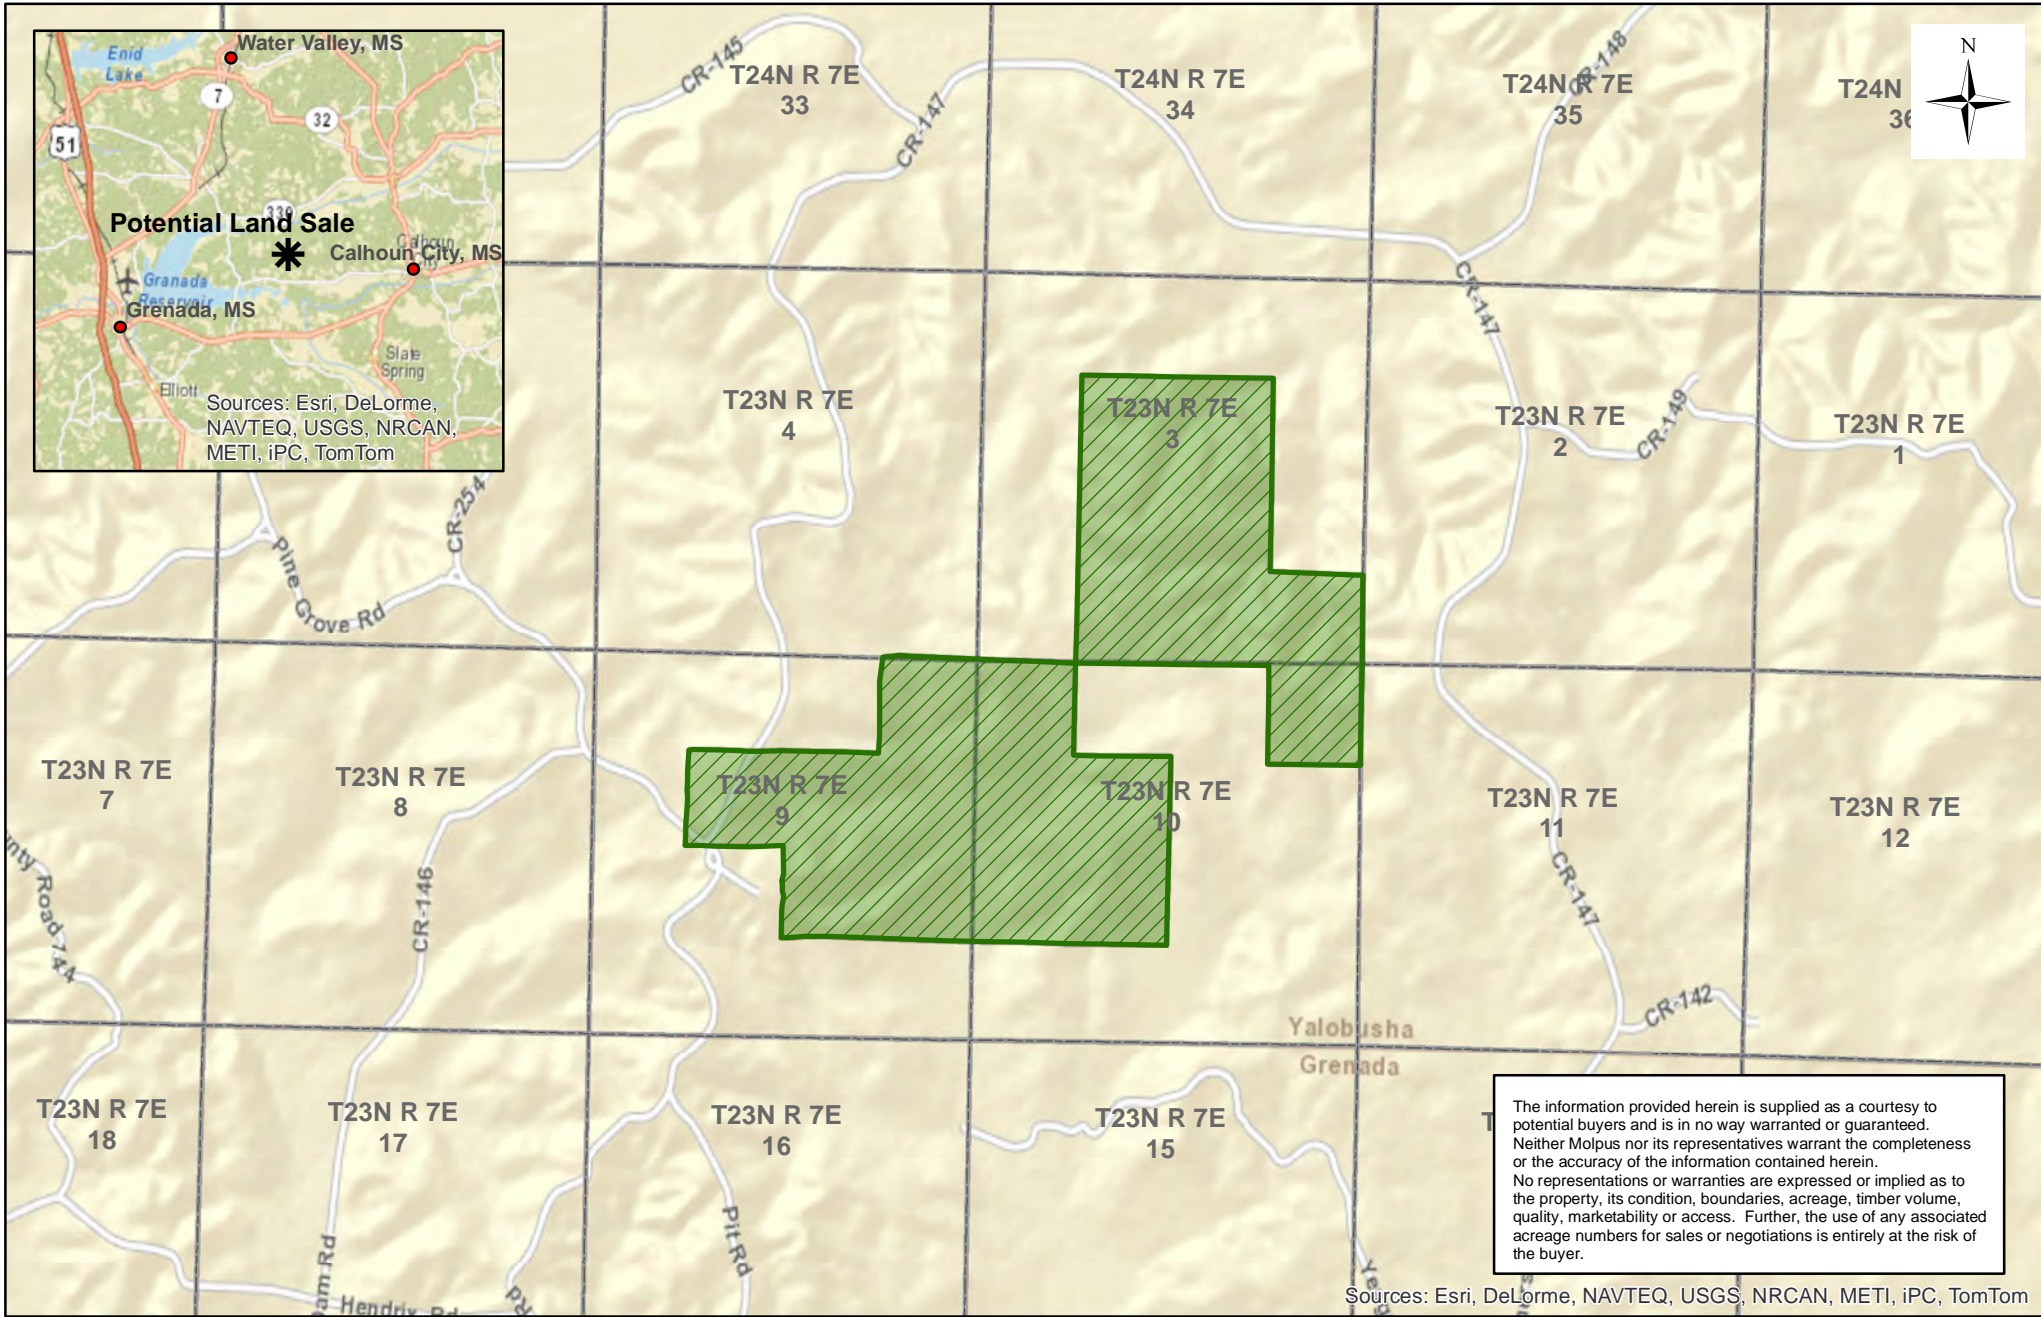 Water Valley, MS
Enid
Lake
7
32
51
330
Potential Land Sale
Calhoun
City
Calhoun City, MS
Granada
Reservoir
Grenada, MS
Slate
Spring
Elliott
Sources: Esri, DeLorme,
NAVTEQ, USGS, NRCAN,
METI, iPC, TomTom
N
CR-145
T24N R 7E
33
CR-147
T24N R 7E
34
CR-148
T24N R 7E
35
T24N
36
CR-147
T23N R 7E
4
T23N R 7E
3
T23N R 7E
2
CR-149
T23N R 7E
1
CR-254
Pine Grove Rd
T23N R 7E
7
T23N R 7E
8
T23N R 7E
9
T23N R 7E
10
T23N R 7E
11
T23N R 7E
12
County Road 744
CR-146
CR-147
CR-142
Yalobusha
Grenada
T23N R 7E
18
T23N R 7E
17
T23N R 7E
16
T23N R 7E
15
T
Pit Rd
Hendrix Rd
Rd
The information provided herein is supplied as a courtesy to
potential buyers and is in no way warranted or guaranteed.
Neither Molpus nor its representatives warrant the completeness
or the accuracy of the information contained herein.
No representations or warranties are expressed or implied as to
the property, its condition, boundaries, acreage, timber volume,
quality, marketability or access. Further, the use of any associated
acreage numbers for sales or negotiations is entirely at the risk of
the buyer.
Sources: Esri, DeLorme, NAVTEQ, USGS, NRCAN, METI, iPC, TomTom